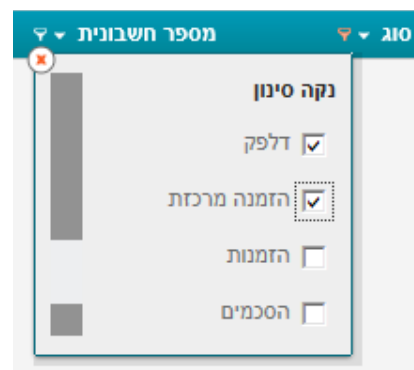 סוג מספר חשבונית
נקה סינון
דלפק
הזמנה מרכזת
הזמנות
הסכמים